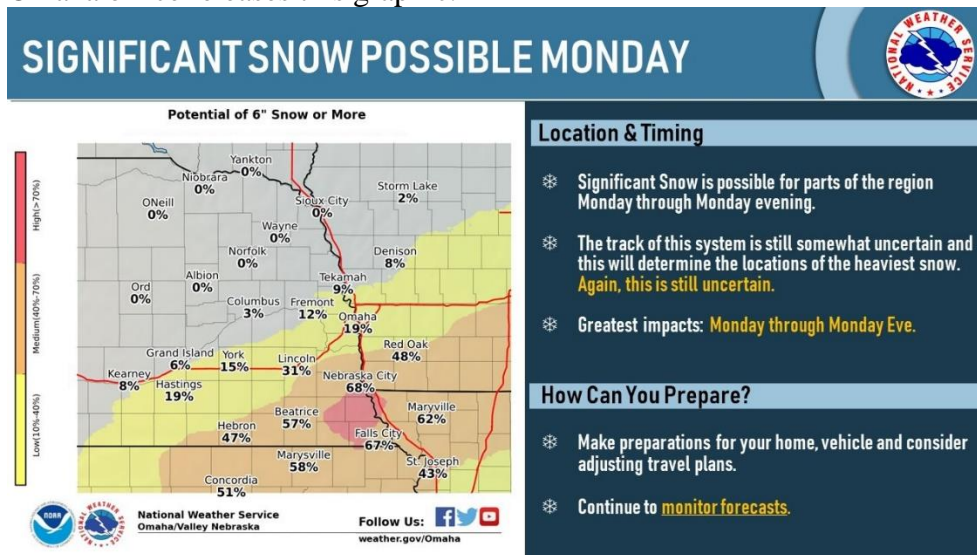 SIGNIFICANT SNOW POSSIBLE MONDAY
NATIONAL WEATHER SERVICE
Potential of 6" Snow or More
High(>70%)
Medium(40%-70%)
Low(10%-40%)
Yankton
0%
Niobrara
0%
Storm Lake
2%
ONeill
0%
Sioux City
0%
Wayne
0%
Norfolk
0%
Denison
8%
Albion
0%
Tekamah
9%
Ord
0%
Columbus
3%
Fremont
12%
Omaha
19%
Red Oak
48%
Grand Island
6%
York
15%
Lincoln
31%
Kearney
8%
Hastings
19%
Nebraska City
68%
Beatrice
57%
Maryville
62%
Hebron
47%
Falls City
67%
Marysville
58%
St. Joseph
43%
Concordia
51%
NOAA
NATIONAL WEATHER SERVICE
National Weather Service
Omaha/Valley Nebraska
Follow Us:
weather.gov/Omaha
Location & Timing
Significant Snow is possible for parts of the region
Monday through Monday evening.
The track of this system is still somewhat uncertain and
this will determine the locations of the heaviest snow.
Again, this is still uncertain.
Greatest impacts: Monday through Monday Eve.
How Can You Prepare?
Make preparations for your home, vehicle and consider
adjusting travel plans.
Continue to monitor forecasts.